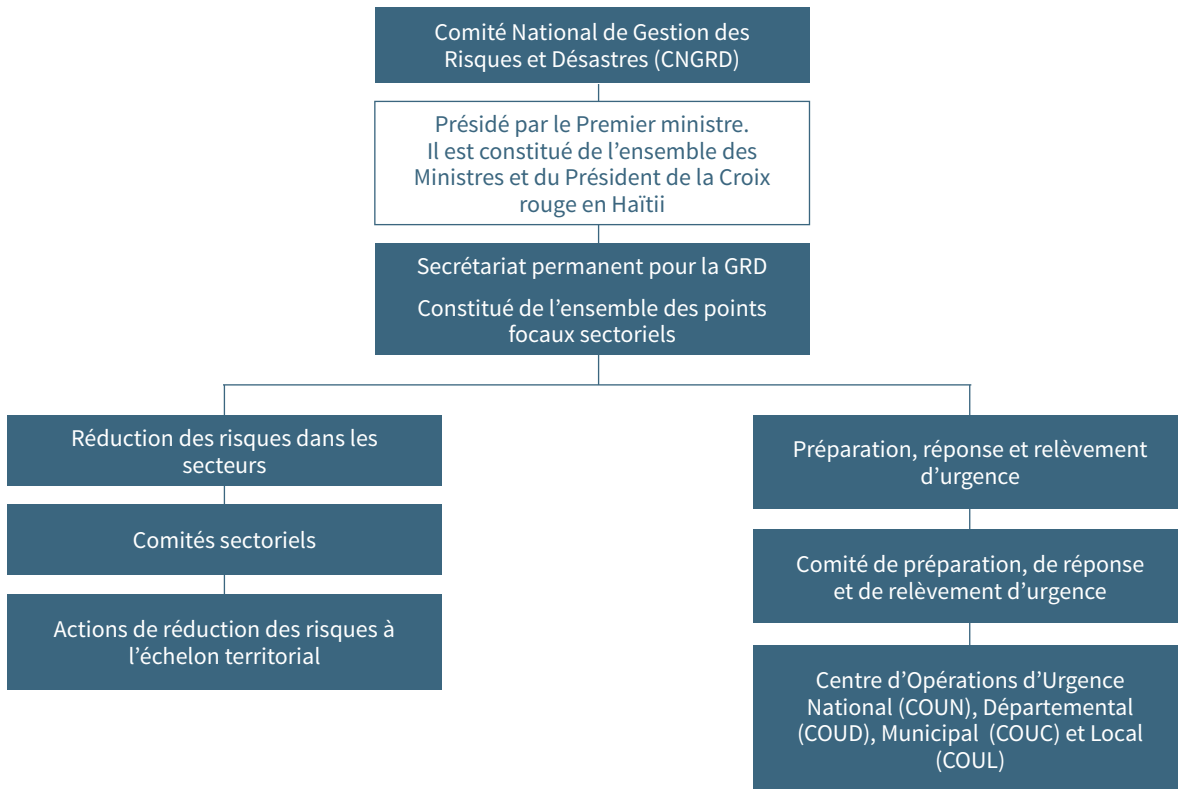 Comité National de Gestion des
Risques et Désastres (CNGRD)
Présidé par le Premier ministre.
Il est constitué de l’ensemble des
Ministres et du Président de la Croix
rouge en Haïtii
Secrétariat permanent pour la GRD
Constitué de l’ensemble des points
focaux sectoriels
Réduction des risques dans les
secteurs
Comités sectoriels
Actions de réduction des risques à
l’échelon territorial
Préparation, réponse et relèvement
d’urgence
Comité de préparation, de réponse
et de relèvement d’urgence
Centre d’Opérations d’Urgence
National (COUN), Départemental
(COUD), Municipal (COUC) et Local
(COUL)